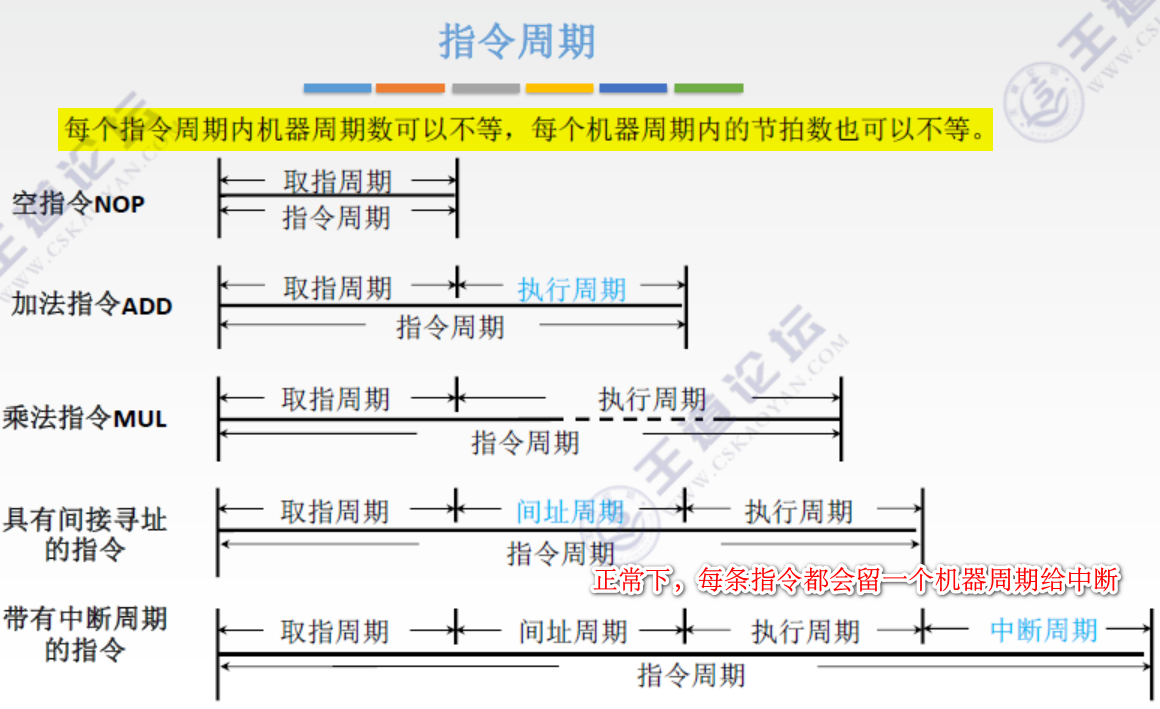 指令周期
每个指令周期内机器周期数可以不等，每个机器周期内的节拍数也可以不等。
空指令NOP
取指周期
指令周期
加法指令ADD
取指周期 执行周期
指令周期
乘法指令MUL
取指周期 执行周期
指令周期
具有间接寻址
的指令
取指周期 间址周期 执行周期
指令周期
正常下，每条指令都会留一个机器周期给中断
带有中断周期
的指令
取指周期 间址周期 执行周期 中断周期
指令周期
王道论坛
WWW.CSKAOYAN.COM